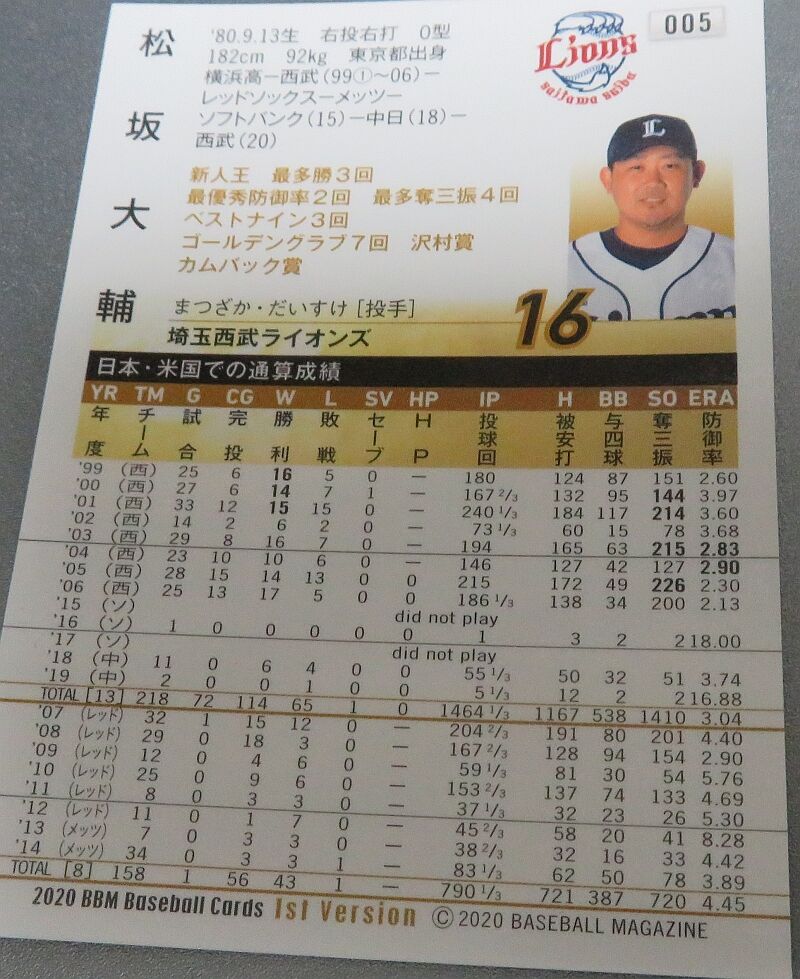 005
Lions
saitama seibu
松坂大輔
'80.9.13生 右投右打 O型
182cm 92kg 東京都出身
横浜高ー西武(99①～06)ー
レッドソックスーメッツー
ソフトバンク(15)ー中日(18)ー
西武(20)
新人王 最多勝3回
最優秀防御率2回 最多奪三振4回
ベストナイン3回
ゴールデングラブ7回 沢村賞
カムバック賞
まつざか・だいすけ [投手]
埼玉西武ライオンズ
16
日本・米国での通算成績
YR TM G CG W L SV HP IP H BB SO ERA
年度 チーム 試合 完投 勝利 敗戦 セーブ HP 投球回 被安打 与四球 奪三振 防御率
'99 (西) 25 6 16 5 0 — 180 124 87 151 2.60
'00 (西) 27 6 14 7 1 — 167 2/3 132 95 144 3.97
'01 (西) 33 12 15 15 0 — 240 1/3 184 117 214 3.60
'02 (西) 14 2 6 2 0 — 73 1/3 60 15 78 3.68
'03 (西) 29 8 16 7 0 — 194 165 63 215 2.83
'04 (西) 23 10 10 6 0 — 146 127 42 127 2.90
'05 (西) 28 15 14 13 0 0 215 172 49 226 2.30
'06 (西) 25 13 17 5 0 0 186 1/3 138 34 200 2.13
'15 (ソ) did not play
'16 (ソ) 1 0 0 0 0 0 1 3 2 2 18.00
'17 (ソ) did not play
'18 (中) 11 0 6 4 0 0 55 1/3 50 32 51 3.74
'19 (中) 2 0 0 1 0 0 5 1/3 12 2 2 16.88
TOTAL [13] 218 72 114 65 1 0 1464 1/3 1167 538 1410 3.04
'07 (レッド) 32 1 15 12 0 — 204 2/3 191 80 201 4.40
'08 (レッド) 29 0 18 3 0 — 167 2/3 128 94 154 2.90
'09 (レッド) 12 0 4 6 0 — 59 1/3 81 30 54 5.76
'10 (レッド) 25 0 9 6 0 — 153 2/3 137 74 133 4.69
'11 (レッド) 8 0 3 3 0 — 37 1/3 32 23 26 5.30
'12 (レッド) 11 0 1 7 0 — 45 2/3 58 20 41 8.28
'13 (メッツ) 7 0 3 3 0 — 38 2/3 32 16 33 4.42
'14 (メッツ) 34 0 3 3 1 — 83 1/3 62 50 78 3.89
TOTAL [8] 158 1 56 43 1 — 790 1/3 721 387 720 4.45
2020 BBM Baseball Cards 1st Version © 2020 BASEBALL MAGAZINE